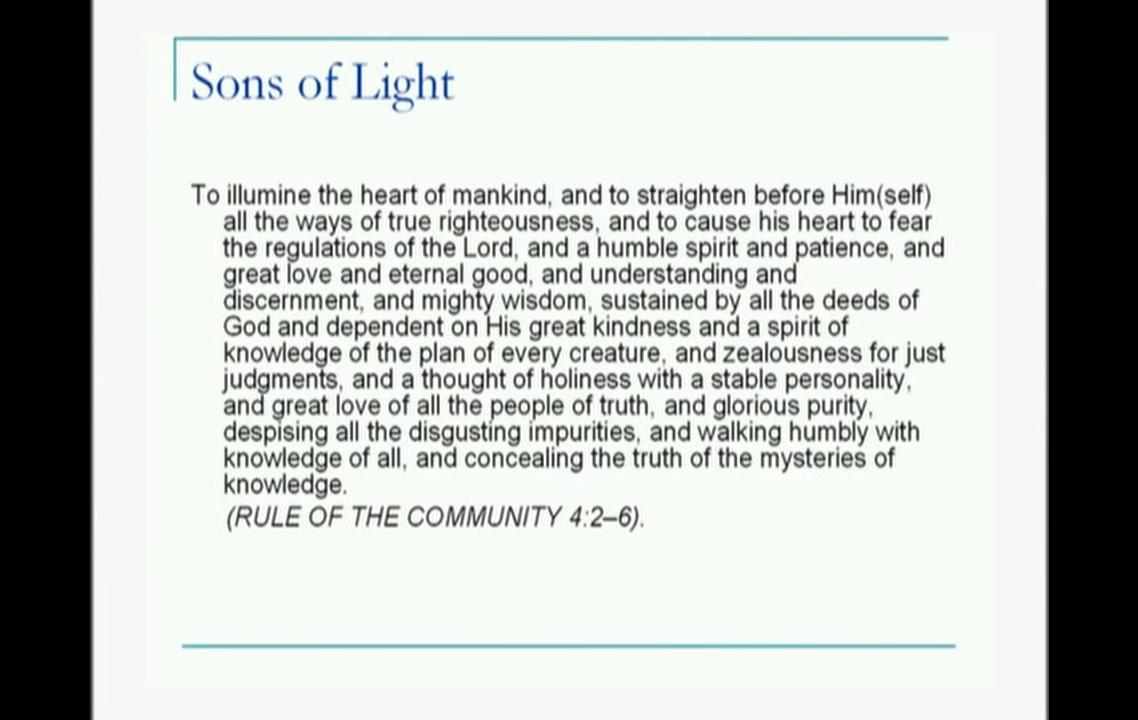 Sons of Light
To illumine the heart of mankind, and to straighten before Him(self)
all the ways of true righteousness, and to cause his heart to fear
the regulations of the Lord, and a humble spirit and patience, and
great love and eternal good, and understanding and
discernment, and mighty wisdom, sustained by all the deeds of
God and dependent on His great kindness and a spirit of
knowledge of the plan of every creature, and zealousness for just
judgments, and a thought of holiness with a stable personality,
and great love of all the people of truth, and glorious purity,
despising all the disgusting impurities, and walking humbly with
knowledge of all, and concealing the truth of the mysteries of
knowledge.
(RULE OF THE COMMUNITY 4:2–6).